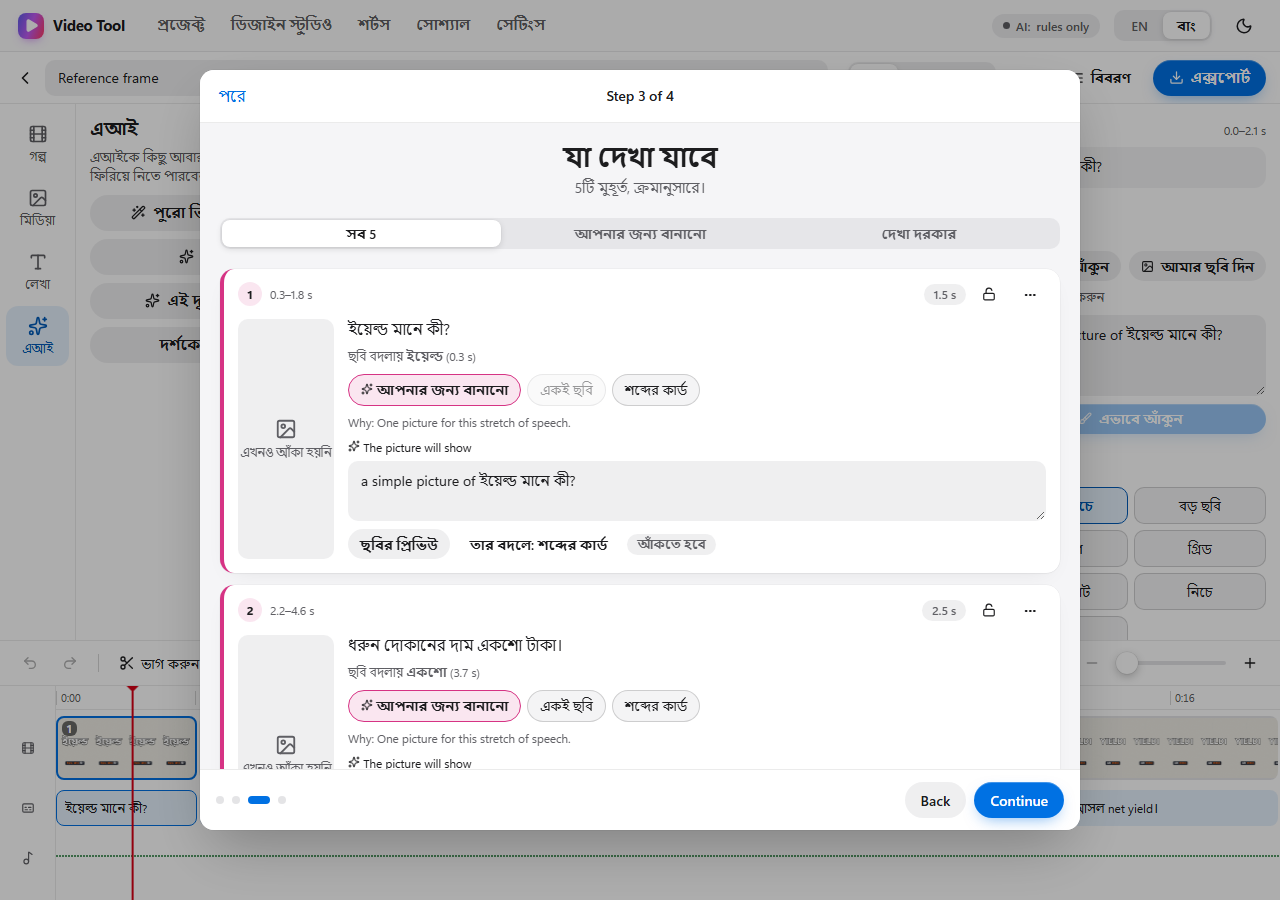 Video Tool
প্রজেক্ট
ডিজাইন স্টুডিও
শর্টস
সোশ্যাল
সেটিংস
AI: rules only
EN
বাং
Reference frame
বিবরণ
এক্সপোর্ট
পরে
Step 3 of 4
গল্প
মিডিয়া
লেখা
এআই
এআই
এআইকে কিছু
ফিরিয়ে নিতে
পুরো
এই
0.0–2.1 s
কী?
আমার ছবি দিন
ture of ইয়েল্ড মানে কী?
এভাবে আঁকুন
বড় ছবি
গ্রিড
নিচে
যা দেখা যাবে
5টি মুহূর্ত, ক্রমানুসারে।
সব 5
আপনার জন্য বানানো
দেখা দরকার
1
0.3–1.8 s
1.5 s
ইয়েল্ড মানে কী?
ছবি বদলায় ইয়েল্ড (0.3 s)
আপনার জন্য বানানো
একই ছবি
শব্দের কার্ড
Why: One picture for this stretch of speech.
The picture will show
এখনও আঁকা হয়নি
a simple picture of ইয়েল্ড মানে কী?
ছবির প্রিভিউ
তার বদলে: শব্দের কার্ড
আঁকতে হবে
2
2.2–4.6 s
2.5 s
ধরুন দোকানের দাম একশো টাকা।
ছবি বদলায় একশো (3.7 s)
আপনার জন্য বানানো
একই ছবি
শব্দের কার্ড
Why: One picture for this stretch of speech.
The picture will show
এখনও আঁকা হয়নি
Back
Continue
ভাগ করুন
0:00
0:16
1
ইয়েল্ড মানে কী?
net yield।